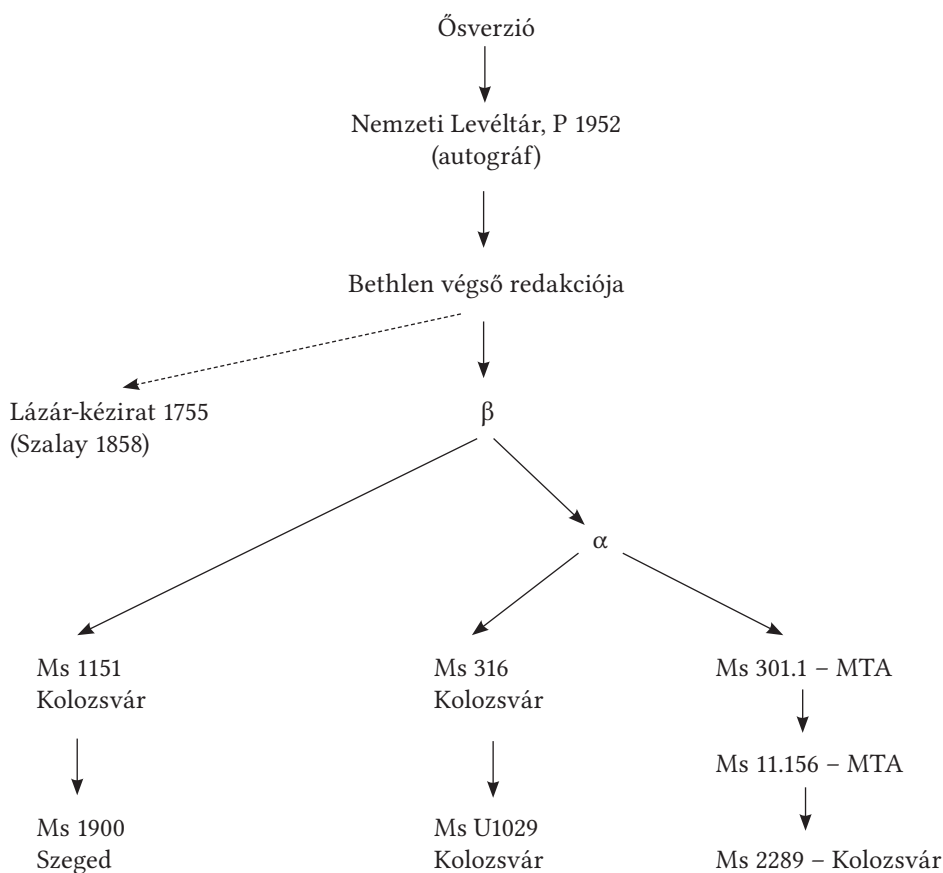 Ősverzió
Nemzeti Levéltár, P 1952
(autográf)
Bethlen végső redakciója
Lázár-kézirat 1755
(Szalay 1858)
β
α
Ms 1151
Kolozsvár
Ms 316
Kolozsvár
Ms 301.1 – MTA
Ms 11.156 – MTA
Ms 1900
Szeged
Ms U1029
Kolozsvár
Ms 2289 – Kolozsvár